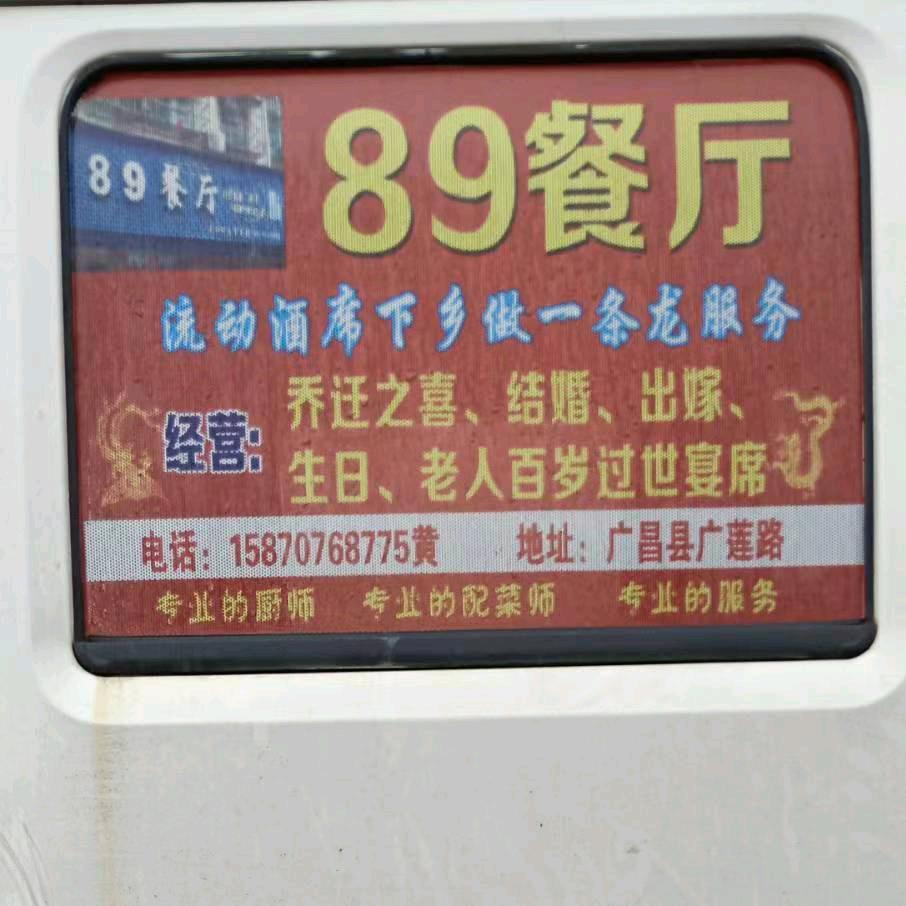 89餐厅
89餐厅
流动酒席下乡做一条龙服务
经营:
乔迁之喜、结婚、出嫁、
生日、老人百岁过世宴席
电话：15870768775黄 地址：广昌县广莲路
专业的厨师 专业的配菜师 专业的服务